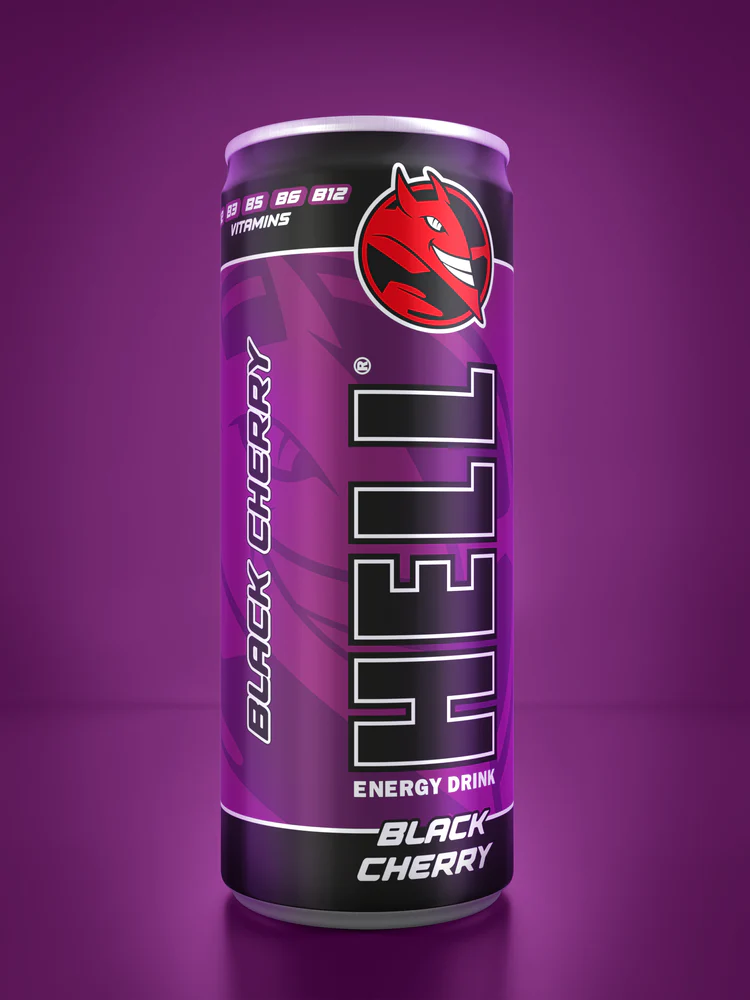 B3 B5 B6 B12
VITAMINS
BLACK CHERRY
HELL®
ENERGY DRINK
BLACK
CHERRY